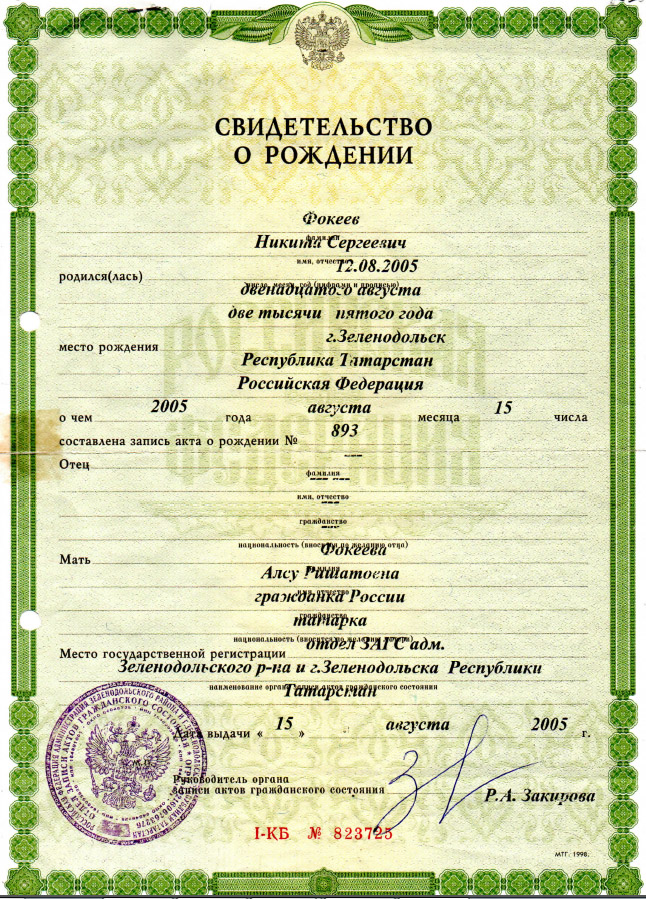 СВИДЕТЕЛЬСТВО
О РОЖДЕНИИ
Фокеев
фамилия
Никита Сергеевич
имя, отчество
родился(лась) 12.08.2005
число, месяц, год (цифрами и прописью)
двенадцатого августа
две тысячи пятого года
место рождения г.Зеленодольск
Республика Татарстан
Российская Федерация
о чем 2005 года августа месяца 15 числа
составлена запись акта о рождении № 893
Отец ---
фамилия
--- ---
имя, отчество
---
гражданство
---
национальность (вносится по желанию отца)
Мать Фокеева
фамилия
Алсу Ришатовна
имя, отчество
гражданка России
гражданство
татарка
национальность (вносится по желанию матери)
Место государственной регистрации отдел ЗАГС адм.
Зеленодольского р-на и г.Зеленодольска Республики
наименование органа записи актов гражданского состояния
Татарстан
Дата выдачи « 15 » августа 2005 г.
Руководитель органа
записи актов гражданского состояния
Р.А. Закирова
I-КБ № 823725
МТГ. 1998.